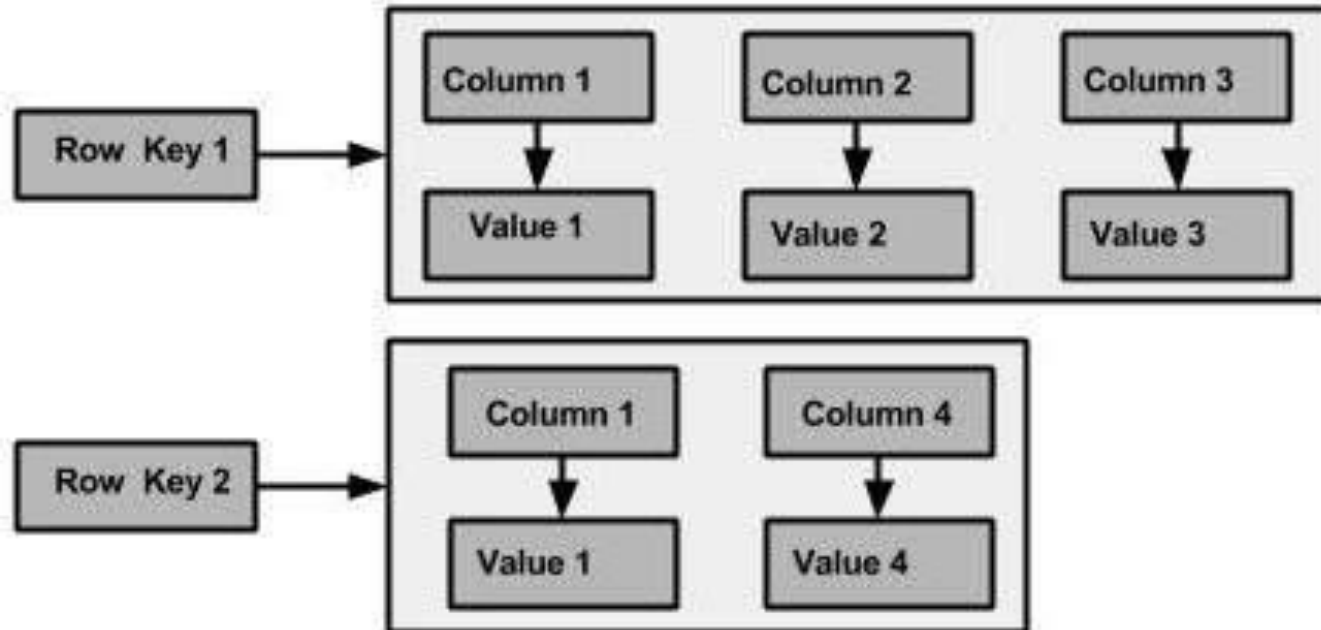 Column 1
Column 2
Column 3
Row Key 1
Value 1
Value 2
Value 3
Column 1
Column 4
Row Key 2
Value 1
Value 4